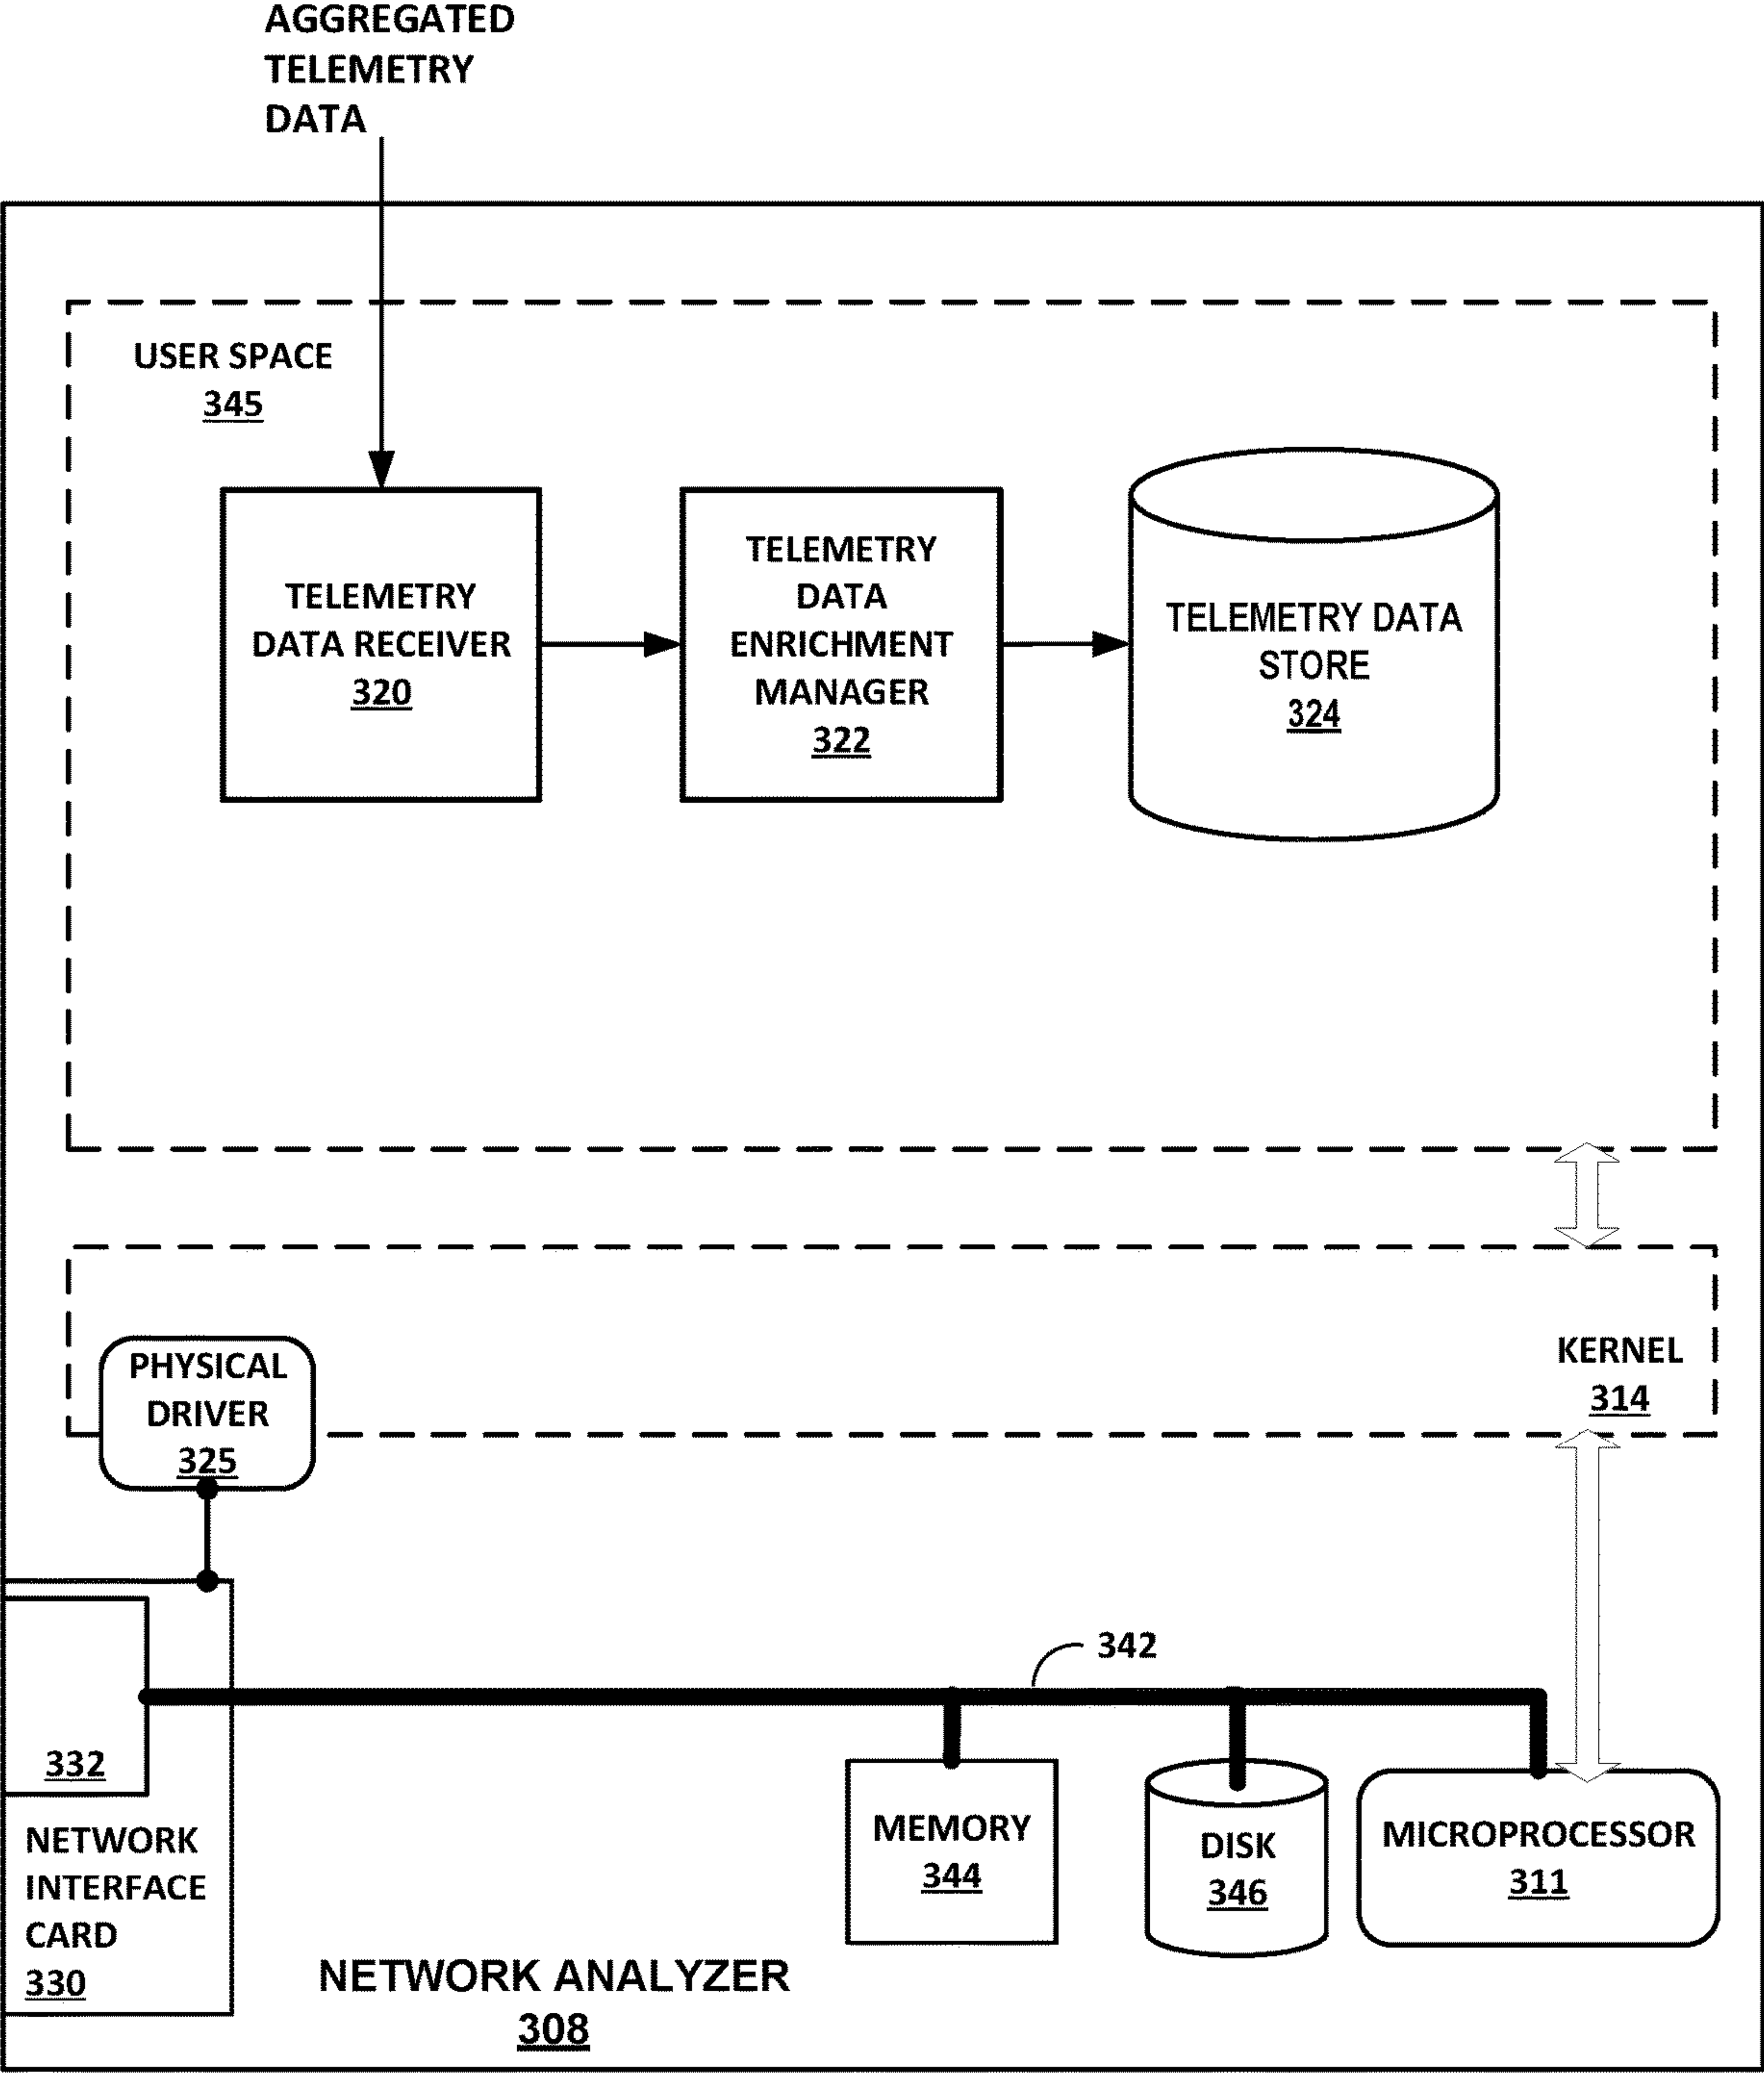 AGGREGATED
TELEMETRY
DATA
USER SPACE
345
TELEMETRY
DATA RECEIVER
320
TELEMETRY
DATA
ENRICHMENT
MANAGER
322
TELEMETRY DATA
STORE
324
KERNEL
314
PHYSICAL
DRIVER
325
342
332
NETWORK
INTERFACE
CARD
330
MEMORY
344
DISK
346
MICROPROCESSOR
311
NETWORK ANALYZER
308